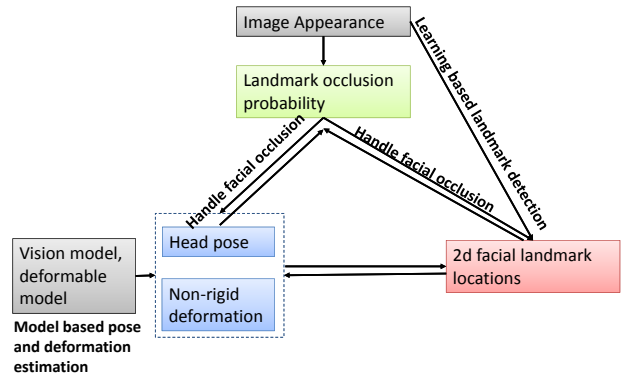 Image Appearance
Landmark occlusion
probability
Learning based landmark detection
Handle facial occlusion
Handle facial occlusion
Head pose
Non-rigid
deformation
Vision model,
deformable
model
2d facial landmark
locations
Model based pose
and deformation
estimation